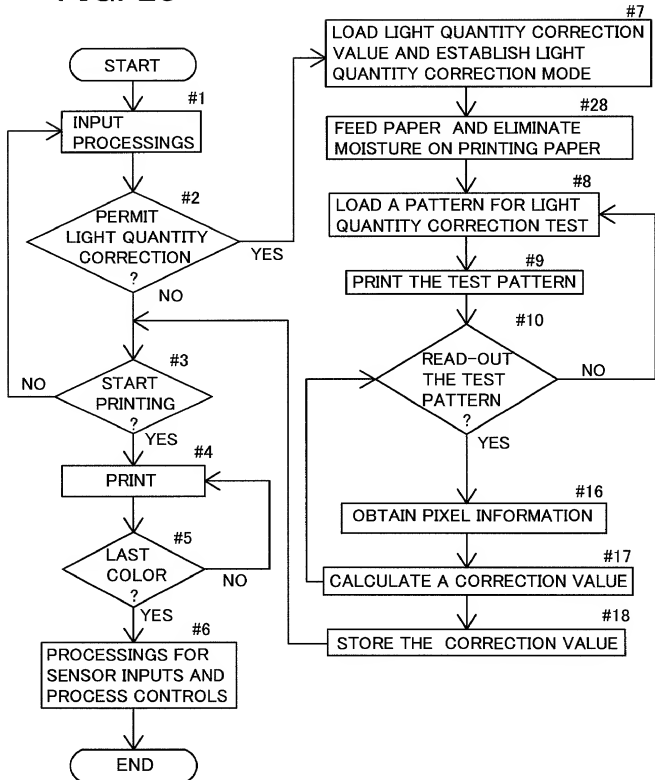 START
#1
INPUT
PROCESSINGS
#2
PERMIT
LIGHT QUANTITY
CORRECTION
?
YES
NO
#3
START
PRINTING
?
NO
YES
#4
PRINT
#5
LAST
COLOR
?
NO
YES
#6
PROCESSINGS FOR
SENSOR INPUTS AND
PROCESS CONTROLS
END
#7
LOAD LIGHT QUANTITY CORRECTION
VALUE AND ESTABLISH LIGHT
QUANTITY CORRECTION MODE
#28
FEED PAPER AND ELIMINATE
MOISTURE ON PRINTING PAPER
#8
LOAD A PATTERN FOR LIGHT
QUANTITY CORRECTION TEST
#9
PRINT THE TEST PATTERN
#10
READ-OUT
THE TEST
PATTERN
?
NO
YES
#16
OBTAIN PIXEL INFORMATION
#17
CALCULATE A CORRECTION VALUE
#18
STORE THE CORRECTION VALUE